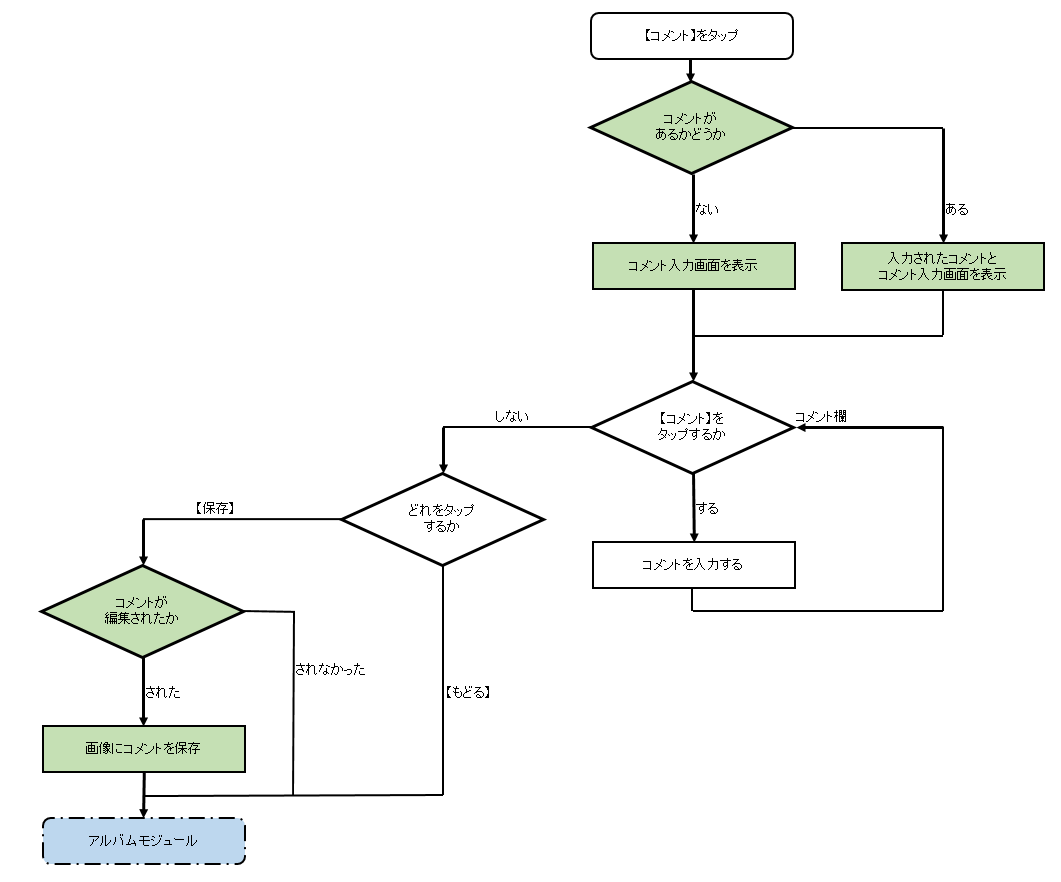 【コメント】をタップ
コメントが
あるかどうか
ない
ある
コメント入力画面を表示
入力されたコメントと
コメント入力画面を表示
【コメント】を
タップするか
しない
コメント欄
どれをタップ
するか
【保存】
する
コメントを入力する
コメントが
編集されたか
されなかった
された
【もどる】
画像にコメントを保存
アルバムモジュール